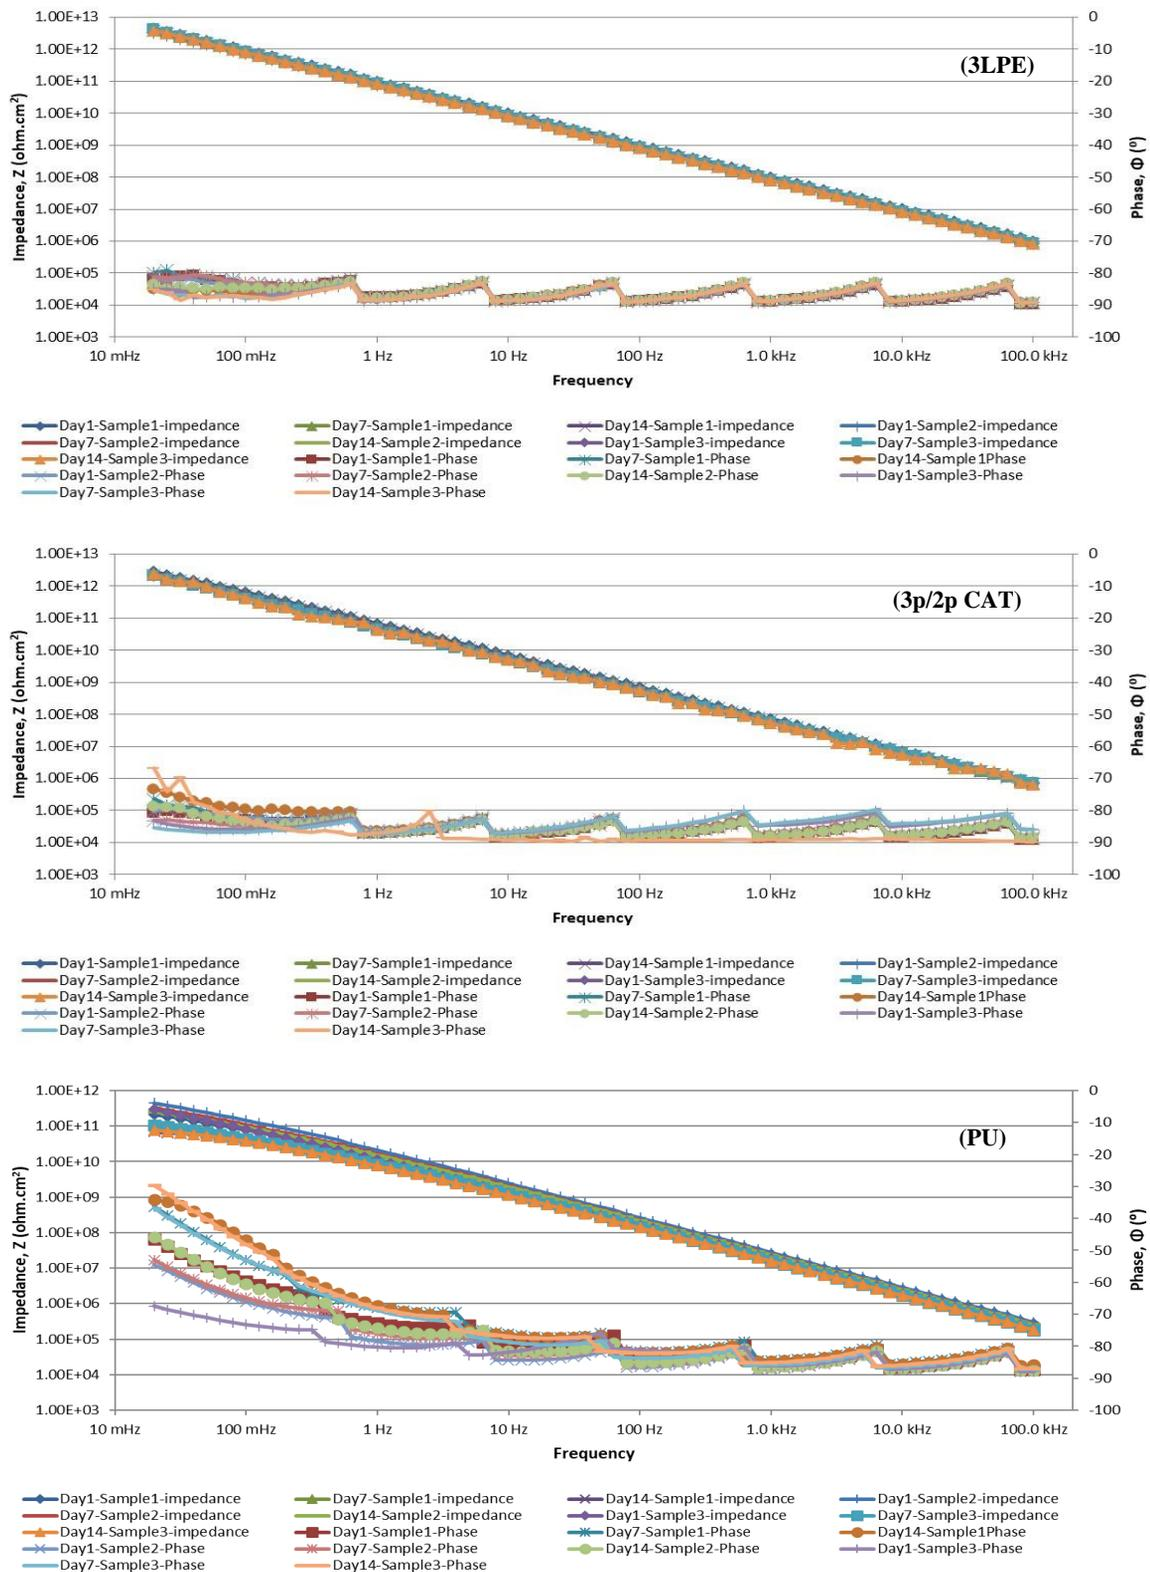 1.00E+13
1.00E+12
1.00E+11
1.00E+10
1.00E+09
1.00E+08
1.00E+07
1.00E+06
1.00E+05
1.00E+04
1.00E+03
Impedance, Z (ohm.cm²)
(3LPE)
0
-10
-20
-30
-40
-50
-60
-70
-80
-90
-100
Phase, Φ (º)
10 mHz 100 mHz 1 Hz 10 Hz 100 Hz 1.0 kHz 10.0 kHz 100.0 kHz
Frequency
Day1-Sample1-impedance Day7-Sample1-impedance Day14-Sample1-impedance Day1-Sample2-impedance
Day7-Sample2-impedance Day14-Sample2-impedance Day1-Sample3-impedance Day7-Sample3-impedance
Day14-Sample3-impedance Day1-Sample1-Phase Day7-Sample1-Phase Day14-Sample1Phase
Day1-Sample2-Phase Day7-Sample2-Phase Day14-Sample2-Phase Day1-Sample3-Phase
Day7-Sample3-Phase Day14-Sample3-Phase
1.00E+13
1.00E+12
1.00E+11
1.00E+10
1.00E+09
1.00E+08
1.00E+07
1.00E+06
1.00E+05
1.00E+04
1.00E+03
Impedance, Z (ohm.cm²)
(3p/2p CAT)
0
-10
-20
-30
-40
-50
-60
-70
-80
-90
-100
Phase, Φ (º)
10 mHz 100 mHz 1 Hz 10 Hz 100 Hz 1.0 kHz 10.0 kHz 100.0 kHz
Frequency
Day1-Sample1-impedance Day7-Sample1-impedance Day14-Sample1-impedance Day1-Sample2-impedance
Day7-Sample2-impedance Day14-Sample2-impedance Day1-Sample3-impedance Day7-Sample3-impedance
Day14-Sample3-impedance Day1-Sample1-Phase Day7-Sample1-Phase Day14-Sample1Phase
Day1-Sample2-Phase Day7-Sample2-Phase Day14-Sample2-Phase Day1-Sample3-Phase
Day7-Sample3-Phase Day14-Sample3-Phase
1.00E+12
1.00E+11
1.00E+10
1.00E+09
1.00E+08
1.00E+07
1.00E+06
1.00E+05
1.00E+04
1.00E+03
Impedance, Z (ohm.cm²)
(PU)
0
-10
-20
-30
-40
-50
-60
-70
-80
-90
-100
Phase, Φ (º)
10 mHz 100 mHz 1 Hz 10 Hz 100 Hz 1.0 kHz 10.0 kHz 100.0 kHz
Frequency
Day1-Sample1-impedance Day7-Sample1-impedance Day14-Sample1-impedance Day1-Sample2-impedance
Day7-Sample2-impedance Day14-Sample2-impedance Day1-Sample3-impedance Day7-Sample3-impedance
Day14-Sample3-impedance Day1-Sample1-Phase Day7-Sample1-Phase Day14-Sample1Phase
Day1-Sample2-Phase Day7-Sample2-Phase Day14-Sample2-Phase Day1-Sample3-Phase
Day7-Sample3-Phase Day14-Sample3-Phase